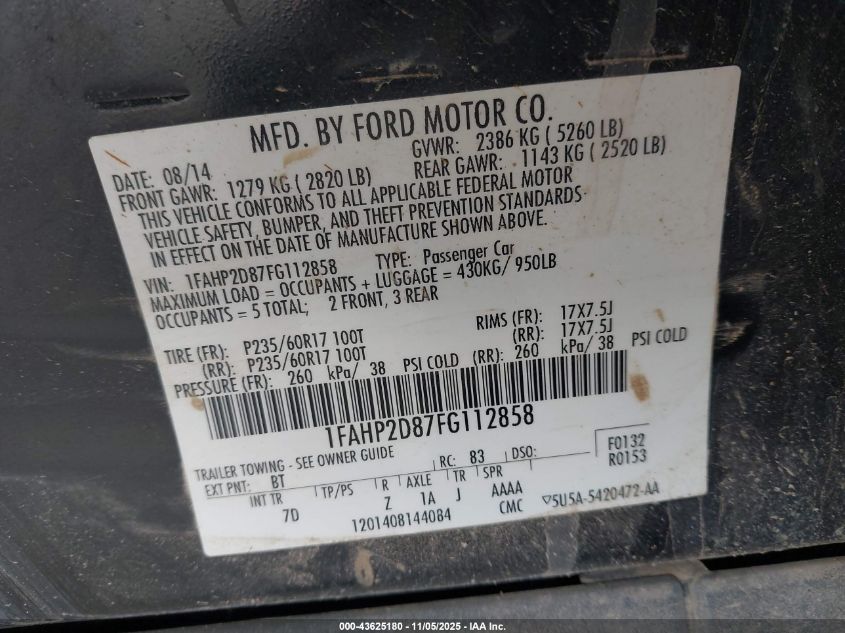 MFD. BY FORD MOTOR CO.
DATE: 08/14 GVWR: 2386 KG ( 5260 LB)
FRONT GAWR: 1279 KG ( 2820 LB) REAR GAWR: 1143 KG ( 2520 LB)
THIS VEHICLE CONFORMS TO ALL APPLICABLE FEDERAL MOTOR
VEHICLE SAFETY, BUMPER, AND THEFT PREVENTION STANDARDS
IN EFFECT ON THE DATE OF MANUFACTURE SHOWN ABOVE.
VIN: 1FAHP2D87FG112858 TYPE: Passenger Car
MAXIMUM LOAD = OCCUPANTS + LUGGAGE = 430KG/ 950LB
OCCUPANTS = 5 TOTAL; 2 FRONT, 3 REAR
TIRE (FR): P235/60R17 100T RIMS (FR): 17X7.5J
(RR): P235/60R17 100T (RR): 17X7.5J
PRESSURE (FR): 260 kPa/ 38 PSI COLD (RR): 260 kPa/ 38 PSI COLD
1FAHP2D87FG112858
TRAILER TOWING - SEE OWNER GUIDE RC: 83 DSO: F0132
EXT PNT: BT R0153
INT TR TP/PS R AXLE TR SPR
7D Z 1A J AAAA
1201408144084 CMC ▽5U5A-5420472-AA
000-43625180 - 11/05/2025 - IAA Inc.